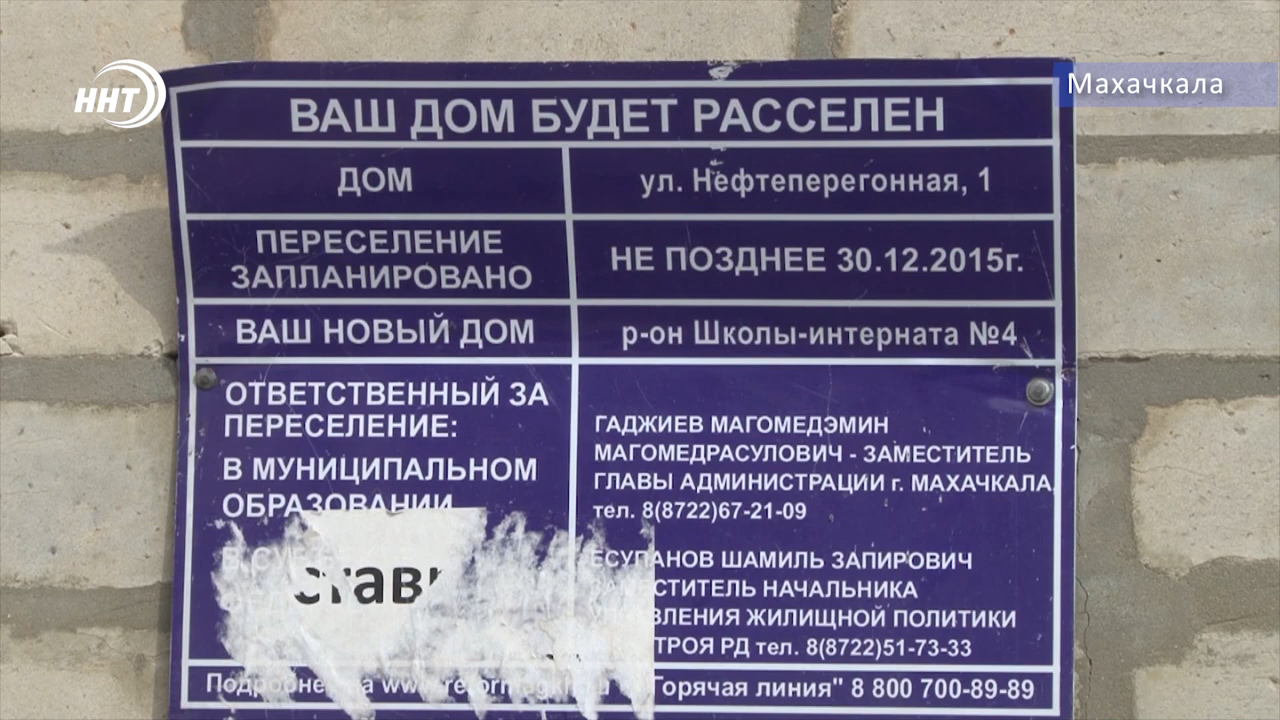 ННТ
Махачкала
ВАШ ДОМ БУДЕТ РАССЕЛЕН
ДОМ
ул. Нефтеперегонная, 1
ПЕРЕСЕЛЕНИЕ
ЗАПЛАНИРОВАНО
НЕ ПОЗДНЕЕ 30.12.2015г.
ВАШ НОВЫЙ ДОМ
р-он Школы-интерната №4
ОТВЕТСТВЕННЫЙ ЗА
ПЕРЕСЕЛЕНИЕ:
В МУНИЦИПАЛЬНОМ
ОБРАЗОВАНИИ
ГАДЖИЕВ МАГОМЕДЭМИН
МАГОМЕДРАСУЛОВИЧ - ЗАМЕСТИТЕЛЬ
ГЛАВЫ АДМИНИСТРАЦИИ г. МАХАЧКАЛА,
тел. 8(8722)67-21-09
ЕСУПАНОВ ШАМИЛЬ ЗАПИРОВИЧ
НАЧАЛЬНИКА
ЖИЛИЩНОЙ ПОЛИТИКИ
РД тел. 8(8722)51-73-33
"Горячая линия" 8 800 700-89-89